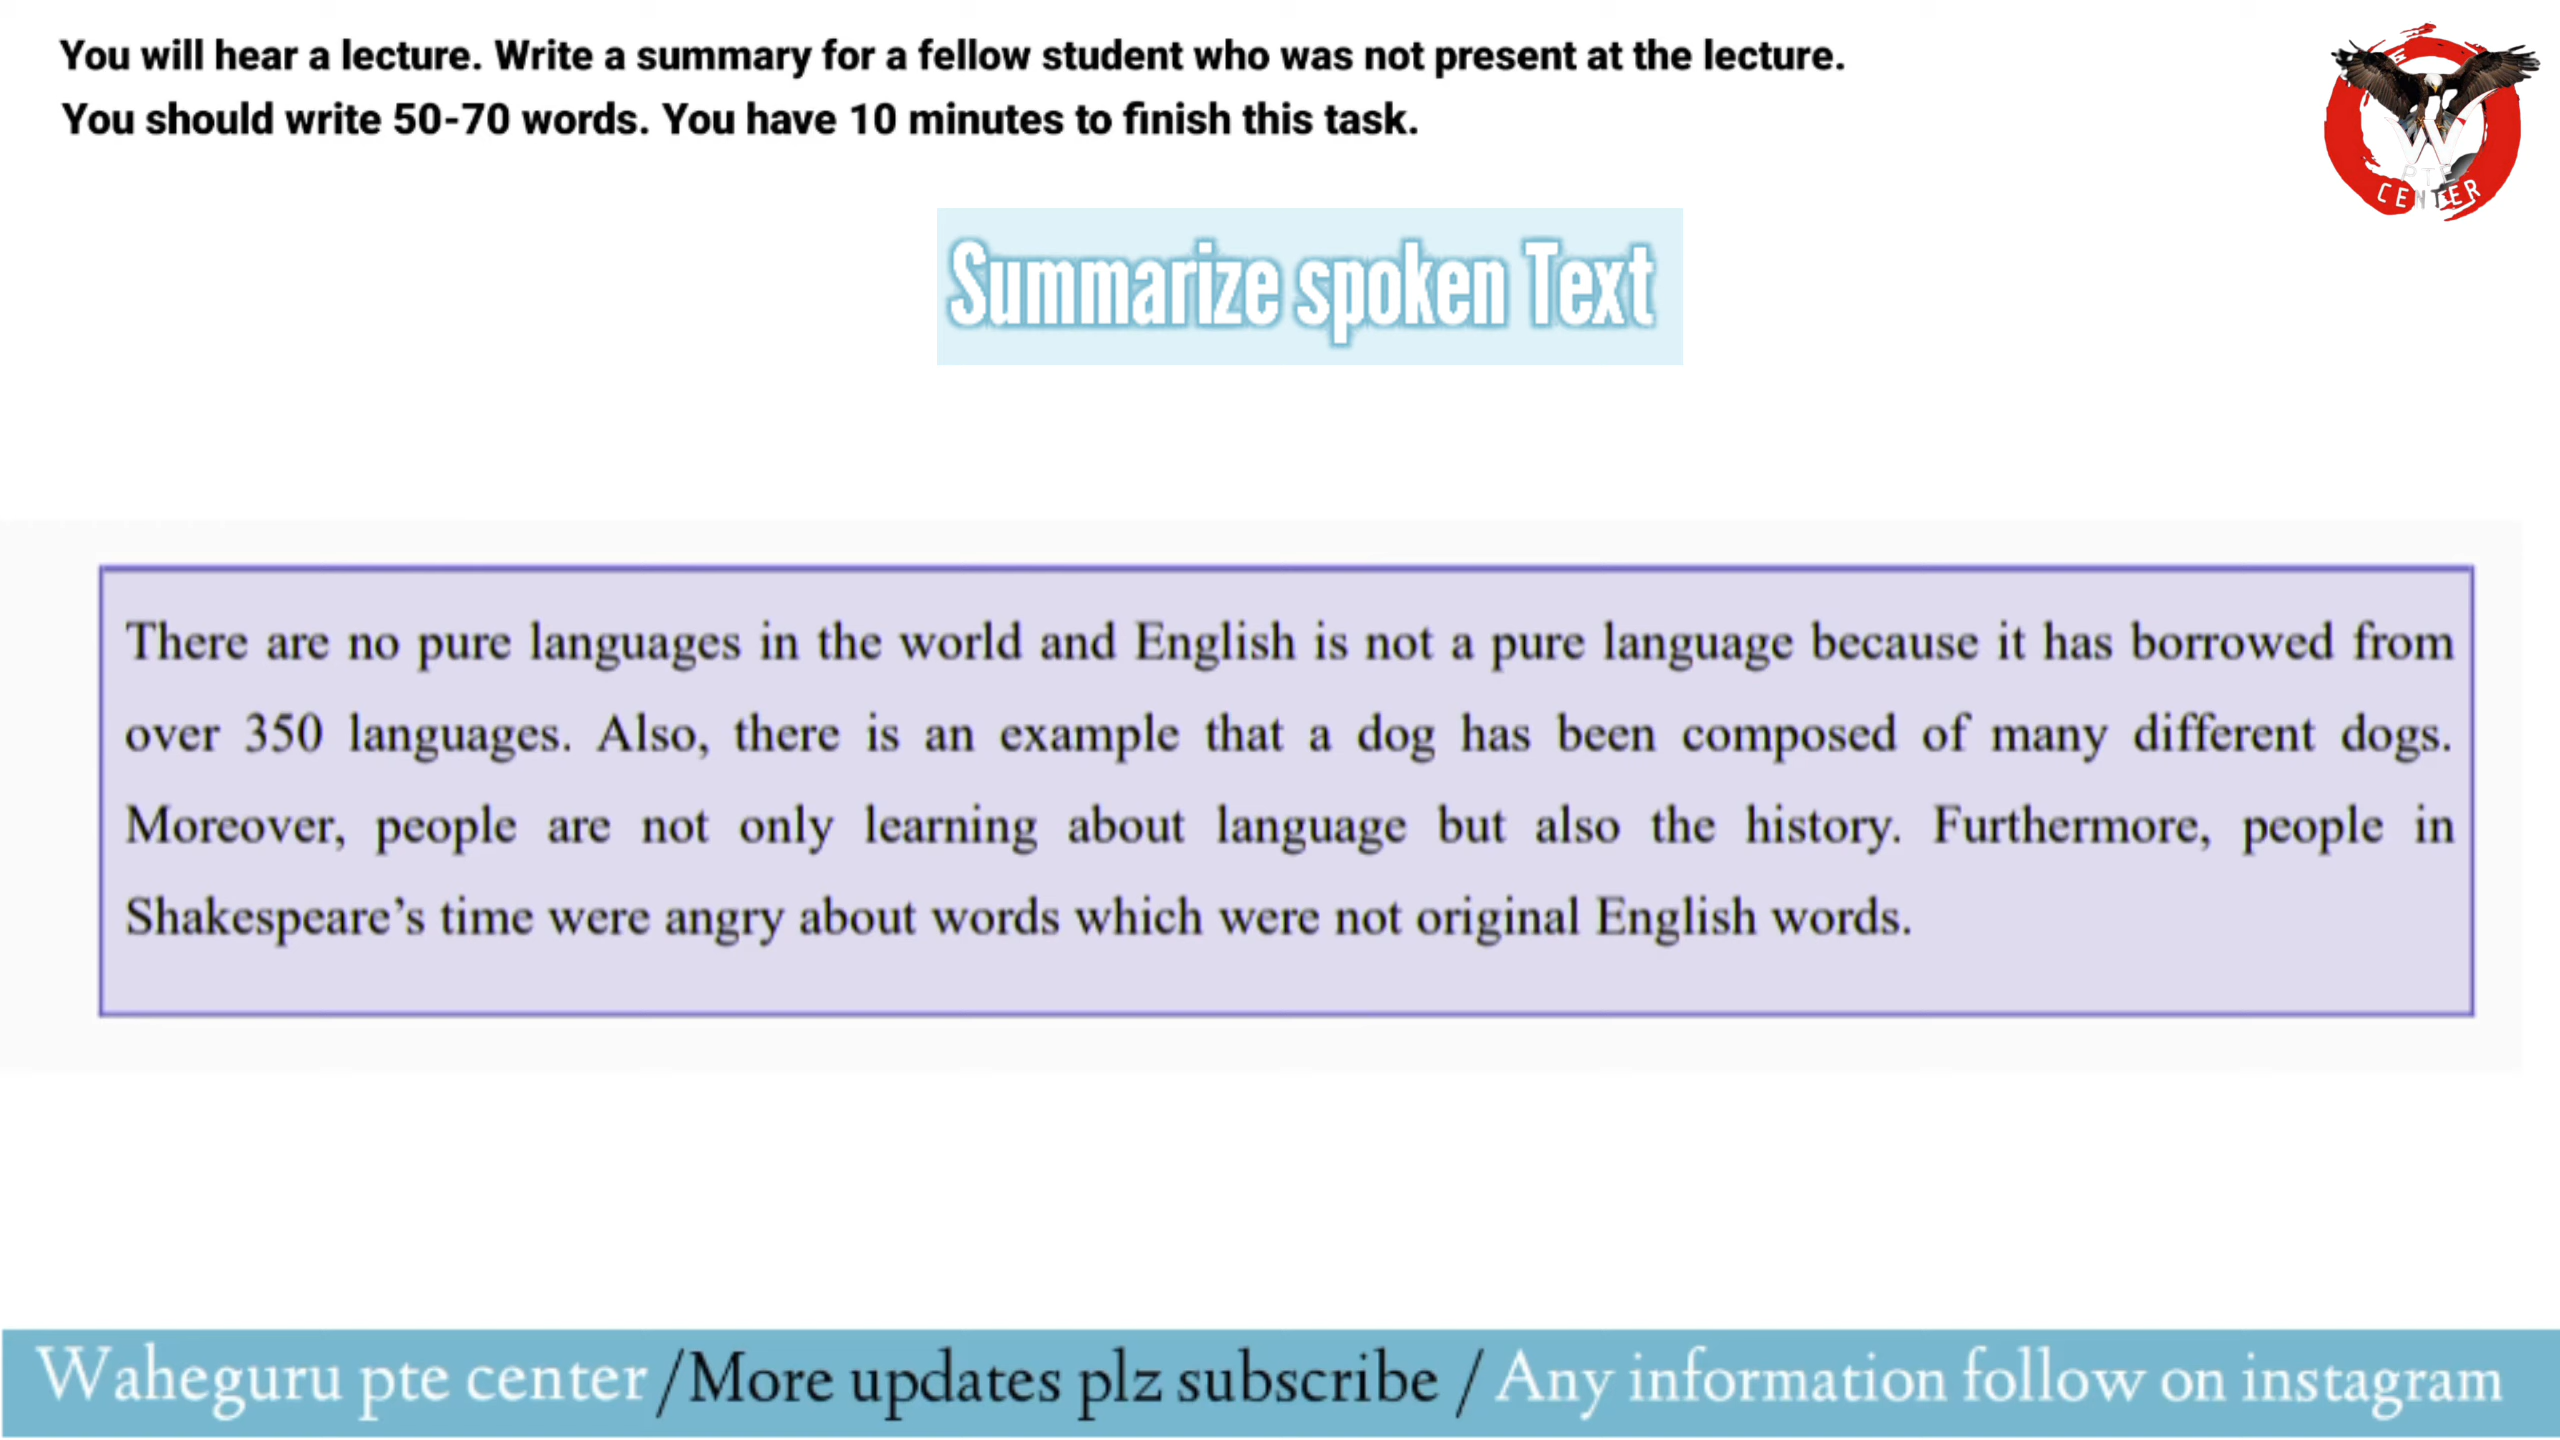 You will hear a lecture. Write a summary for a fellow student who was not present at the lecture.
You should write 50-70 words. You have 10 minutes to finish this task.
W
PTE
CENTER
Summarize spoken Text
There are no pure languages in the world and English is not a pure language because it has borrowed from
over 350 languages. Also, there is an example that a dog has been composed of many different dogs.
Moreover, people are not only learning about language but also the history. Furthermore, people in
Shakespeare's time were angry about words which were not original English words.
Waheguru pte center /More updates plz subscribe / Any information follow on instagram